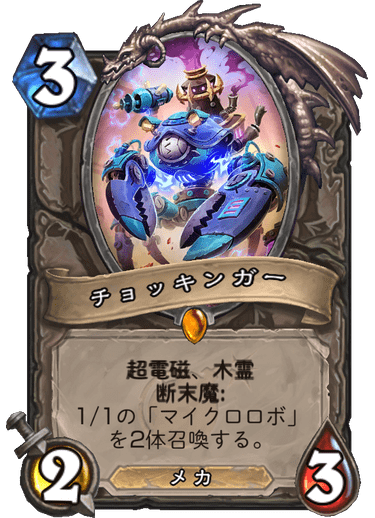 3
チョッキンガー
超電磁、木霊
断末魔:
1/1の「マイクロロボ」
を2体召喚する。
2
メカ
3